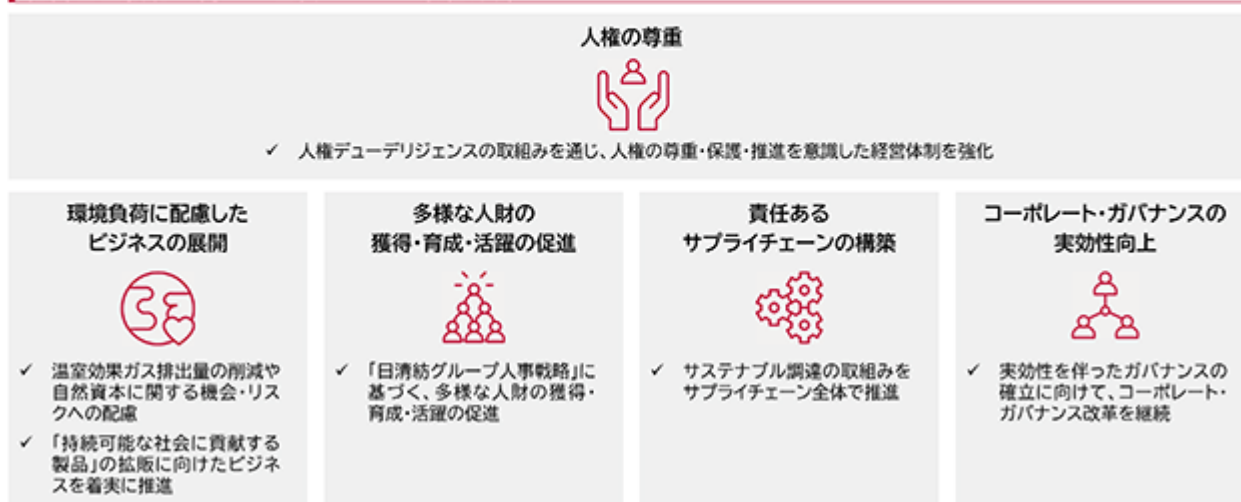 人権の尊重
✓ 人権デューデリジェンスの取組みを通じ、人権の尊重・保護・推進を意識した経営体制を強化
環境負荷に配慮した
ビジネスの展開
✓ 温室効果ガス排出量の削減や
自然資本に関する機会・リス
クへの配慮
✓ 「持続可能な社会に貢献する
製品」の拡販に向けたビジネ
スを着実に推進
多様な人財の
獲得・育成・活躍の促進
✓ 「日清紡グループ人事戦略」に
基づく、多様な人財の獲得・
育成・活躍の促進
責任ある
サプライチェーンの構築
✓ サステナブル調達の取組みを
サプライチェーン全体で推進
コーポレート・ガバナンスの
実効性向上
✓ 実効性を伴ったガバナンスの
確立に向けて、コーポレート・
ガバナンス改革を継続